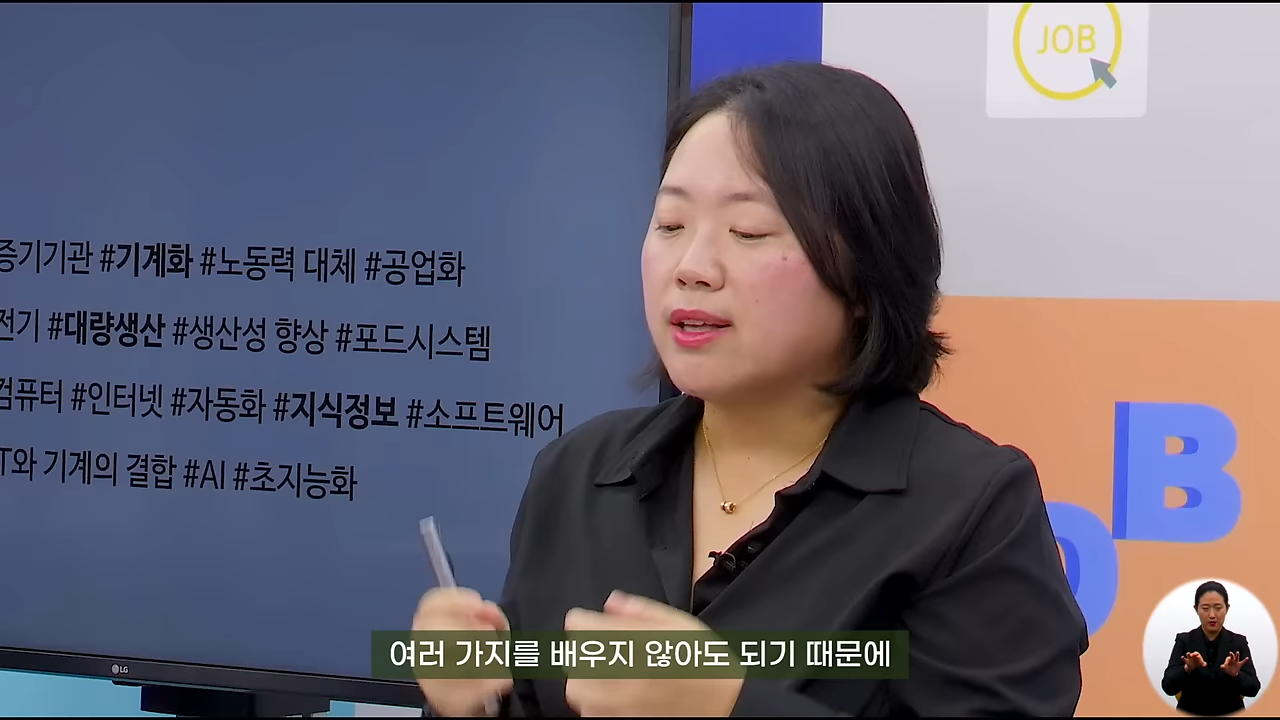 JOB
증기기관 #기계화 #노동력 대체 #공업화
전기 #대량생산 #생산성 향상 #포드시스템
컴퓨터 #인터넷 #자동화 #지식정보 #소프트웨어
T와 기계의 결합 #AI #초지능화
OB
LG
여러 가지를 배우지 않아도 되기 때문에